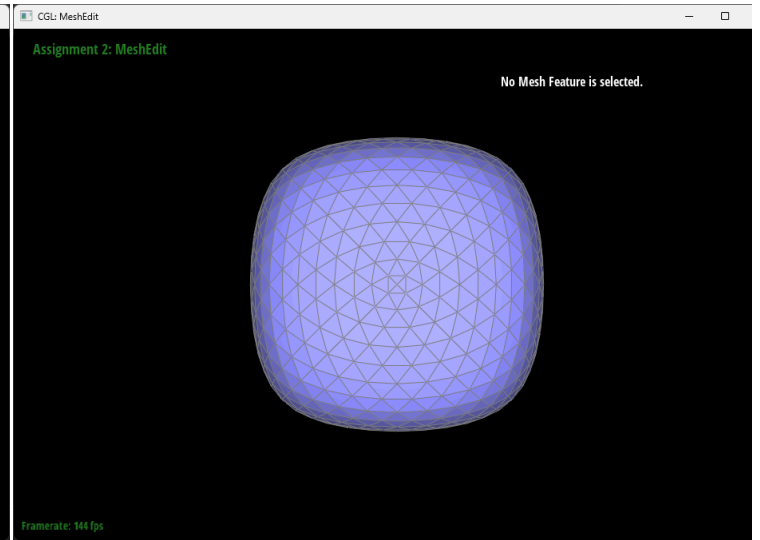 CGL: MeshEdit
Assignment 2: MeshEdit
No Mesh Feature is selected.
Framerate: 144 fps